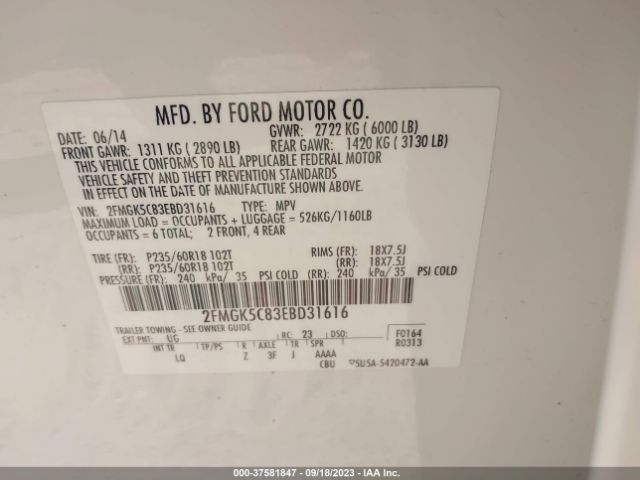 MFD. BY FORD MOTOR CO.
DATE: 06/14 GVWR: 2722 KG ( 6000 LB)
FRONT GAWR: 1311 KG ( 2890 LB) REAR GAWR: 1420 KG ( 3130 LB)
THIS VEHICLE CONFORMS TO ALL APPLICABLE FEDERAL MOTOR
VEHICLE SAFETY AND THEFT PREVENTION STANDARDS
IN EFFECT ON THE DATE OF MANUFACTURE SHOWN ABOVE.
VIN: 2FMGK5C83EBD31616 TYPE: MPV
MAXIMUM LOAD = OCCUPANTS + LUGGAGE = 526KG/1160LB
OCCUPANTS = 6 TOTAL; 2 FRONT, 4 REAR
TIRE (FR): P235/60R18 102T RIMS (FR): 18X7.5J
(RR): P235/60R18 102T (RR): 18X7.5J
PRESSURE (FR): 240 kPa/ 35 PSI COLD (RR): 240 kPa/ 35 PSI COLD
2FMGK5C83EBD31616
TRAILER TOWING - SEE OWNER GUIDE
EXT PNT: UG RC: 23 DSO: F0164
INT TR TP/PS R AXLE TR SPR R0313
LQ Z 3F J AAAA
CBU ▽5U5A-5420472-AA
000-37581847 | 09/18/2023 - IAA.COM